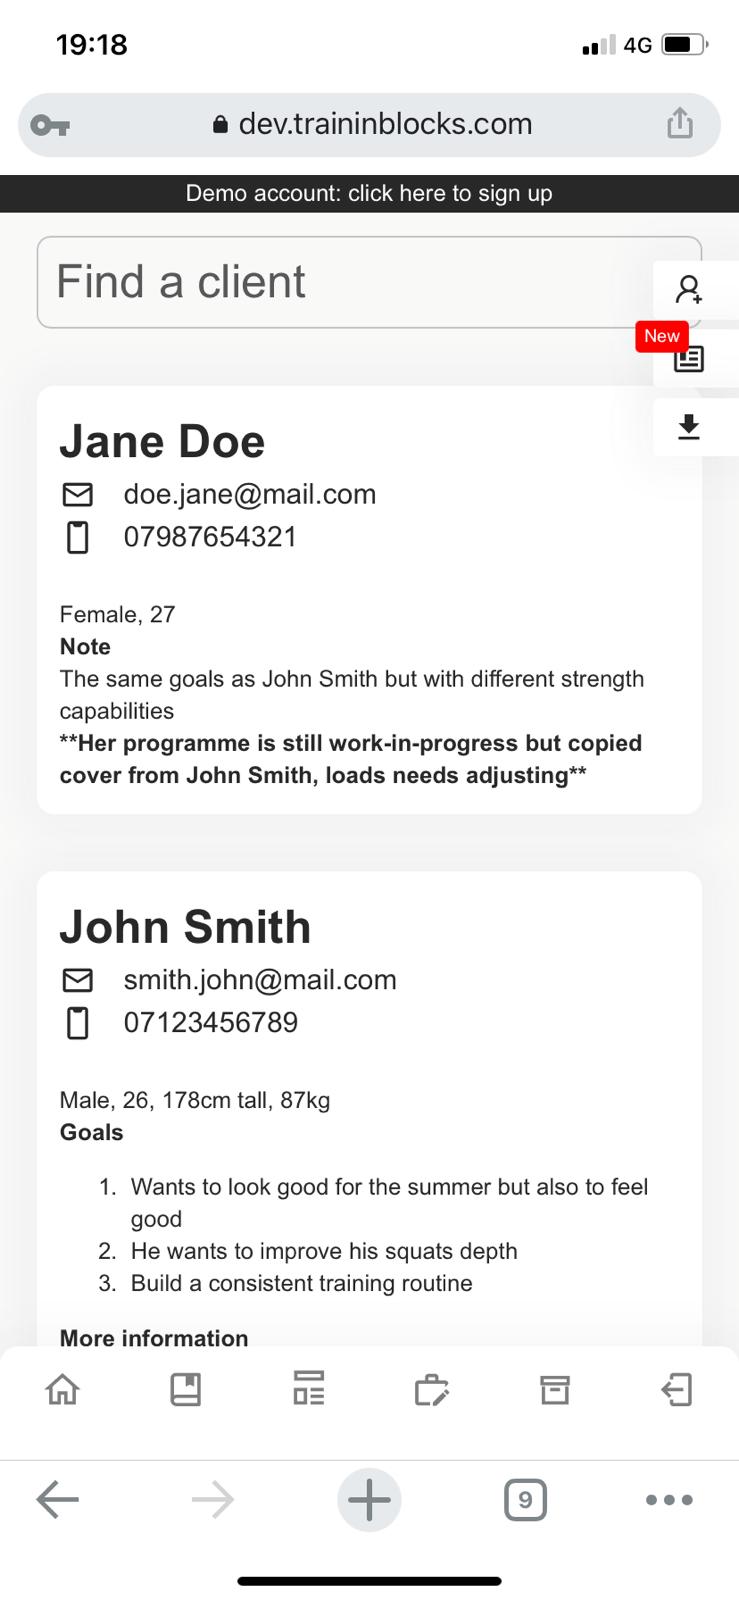 19:18
4G
dev.traininblocks.com
Demo account: click here to sign up
Find a client
New
Jane Doe
doe.jane@mail.com
07987654321
Female, 27
Note
The same goals as John Smith but with different strength
capabilities
**Her programme is still work-in-progress but copied
cover from John Smith, loads needs adjusting**
John Smith
smith.john@mail.com
07123456789
Male, 26, 178cm tall, 87kg
Goals
1. Wants to look good for the summer but also to feel
good
2. He wants to improve his squats depth
3. Build a consistent training routine
More information
9